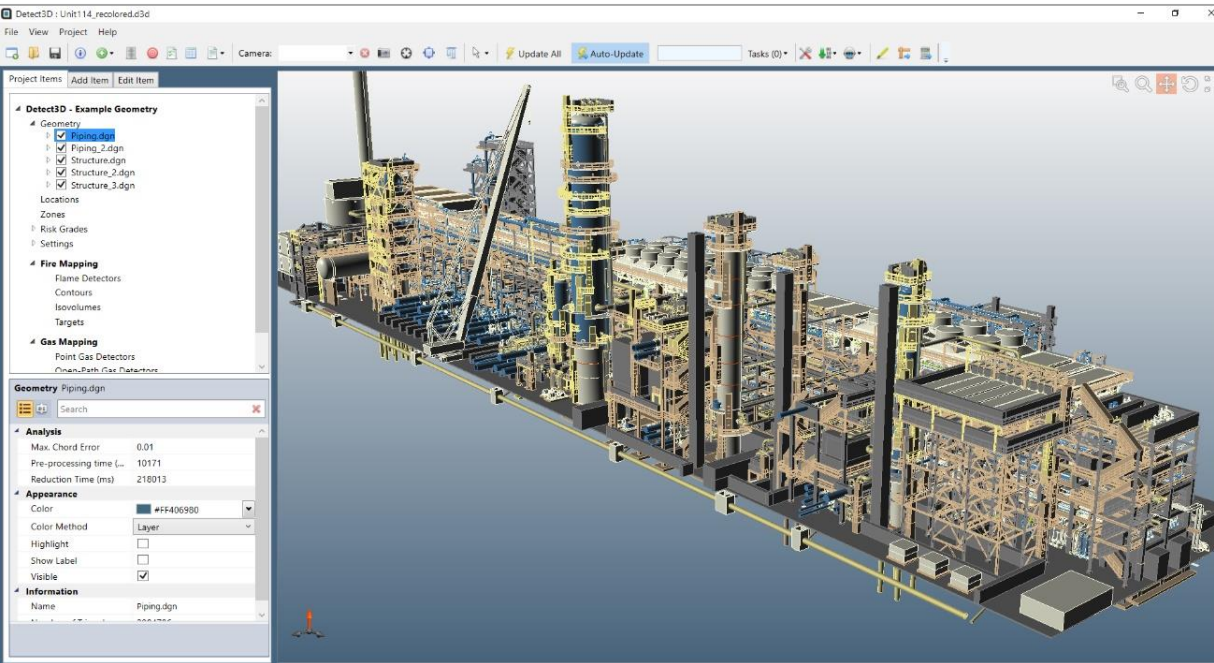 Detect3D : Unit114_recolored.d3d
File View Project Help
Camera: Update All Auto-Update Tasks (0)
Project Items Add Item Edit Item
Detect3D - Example Geometry
Geometry
Piping.dgn
Piping_2.dgn
Structure.dgn
Structure_2.dgn
Structure_3.dgn
Locations
Zones
Risk Grades
Settings
Fire Mapping
Flame Detectors
Contours
Isovolumes
Targets
Gas Mapping
Point Gas Detectors
Open-Path Gas Detectors
Geometry Piping.dgn
Search
Analysis
Max. Chord Error 0.01
Pre-processing time (... 10171
Reduction Time (ms) 218013
Appearance
Color #FF406980
Color Method Layer
Highlight
Show Label
Visible
Information
Name Piping.dgn